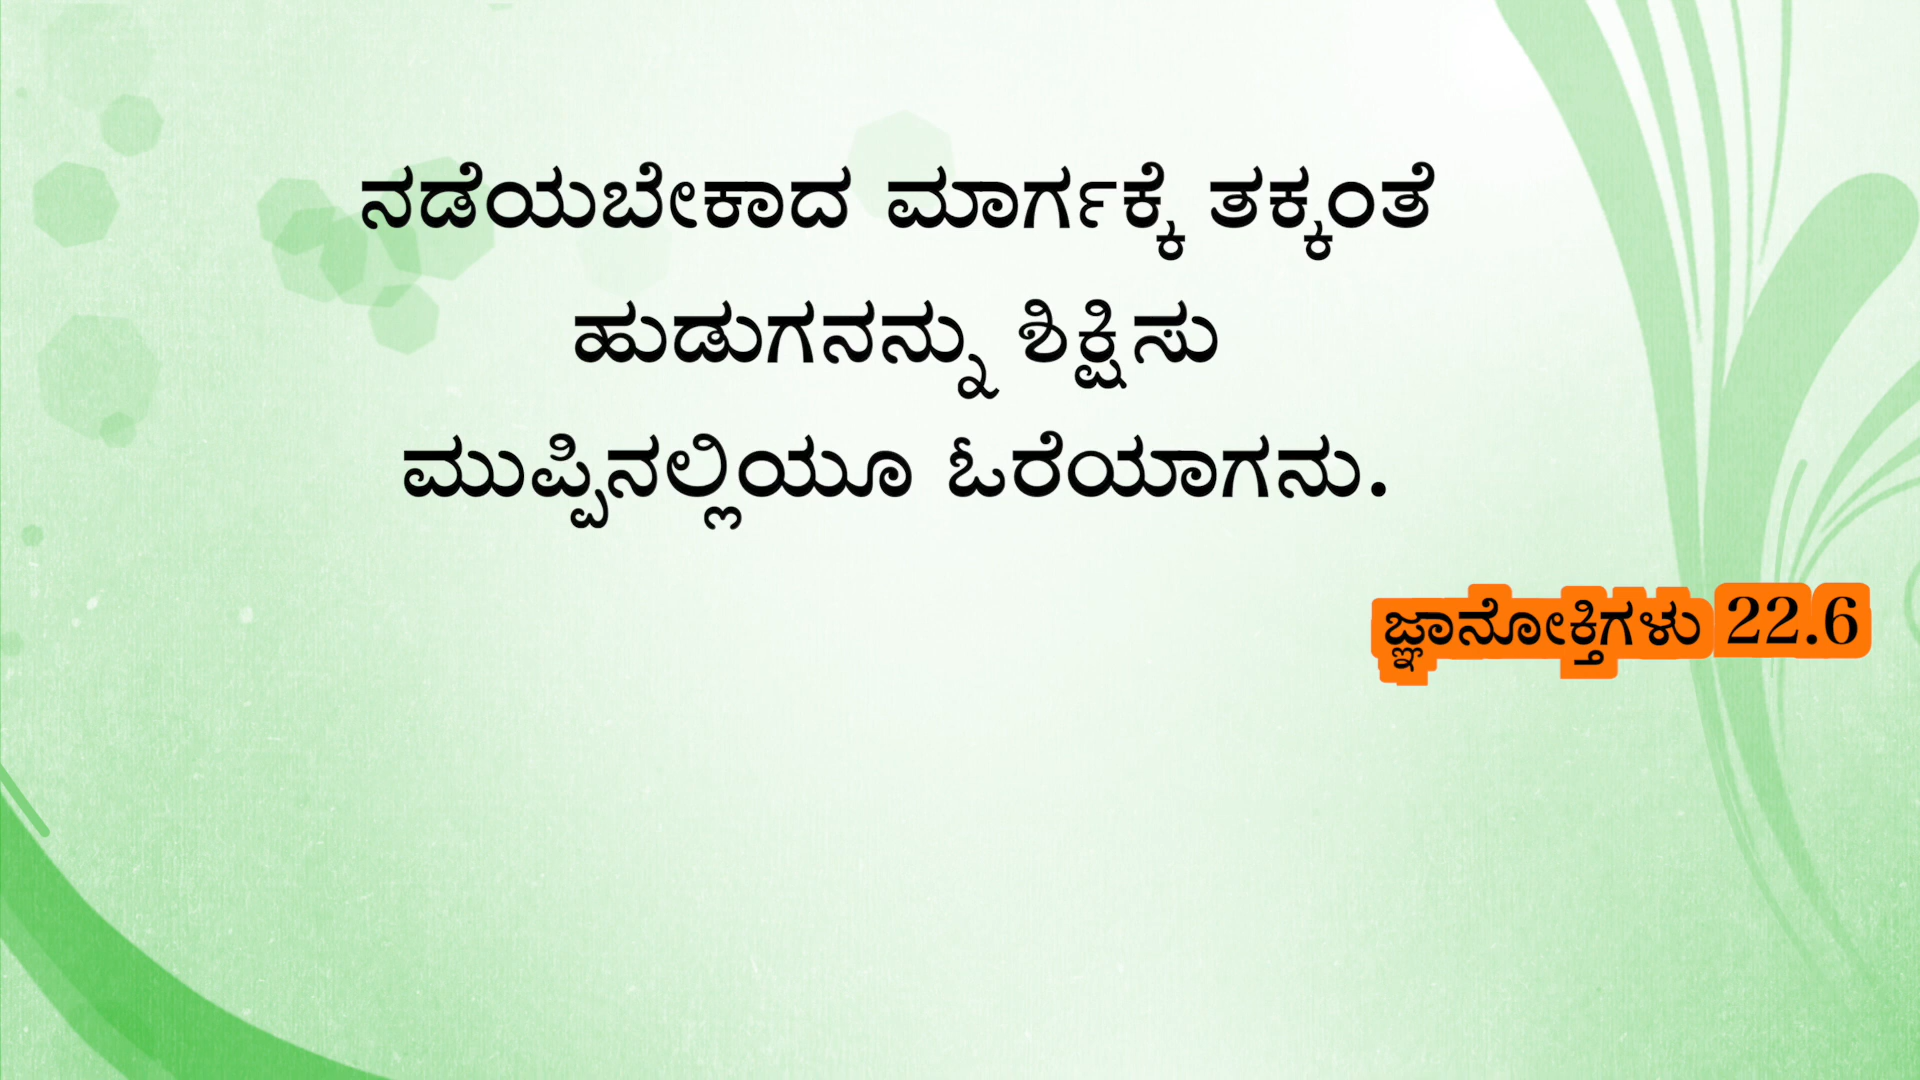 ನಡೆಯಬೇಕಾದ ಮಾರ್ಗಕ್ಕೆ ತಕ್ಕಂತೆ
ಹುಡುಗನನ್ನು ಶಿಕ್ಷಿಸು
ಮುಪ್ಪಿನಲ್ಲಿಯೂ ಓರೆಯಾಗನು.
ಜ್ಞಾನೋಕ್ತಿಗಳು 22.6